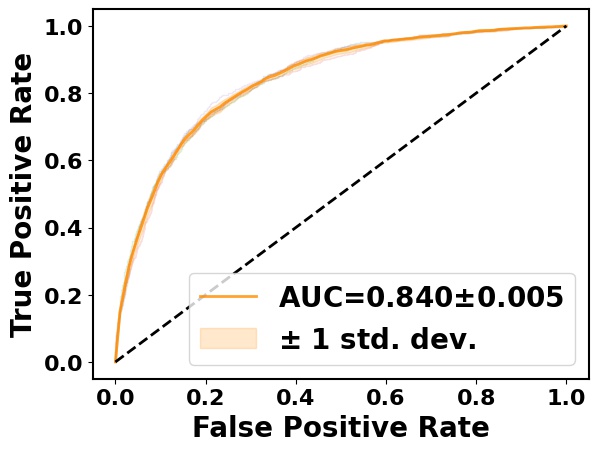 1.0
0.8
0.6
0.4
0.2
0.0
True Positive Rate
AUC=0.840±0.005
± 1 std. dev.
0.0 0.2 0.4 0.6 0.8 1.0
False Positive Rate